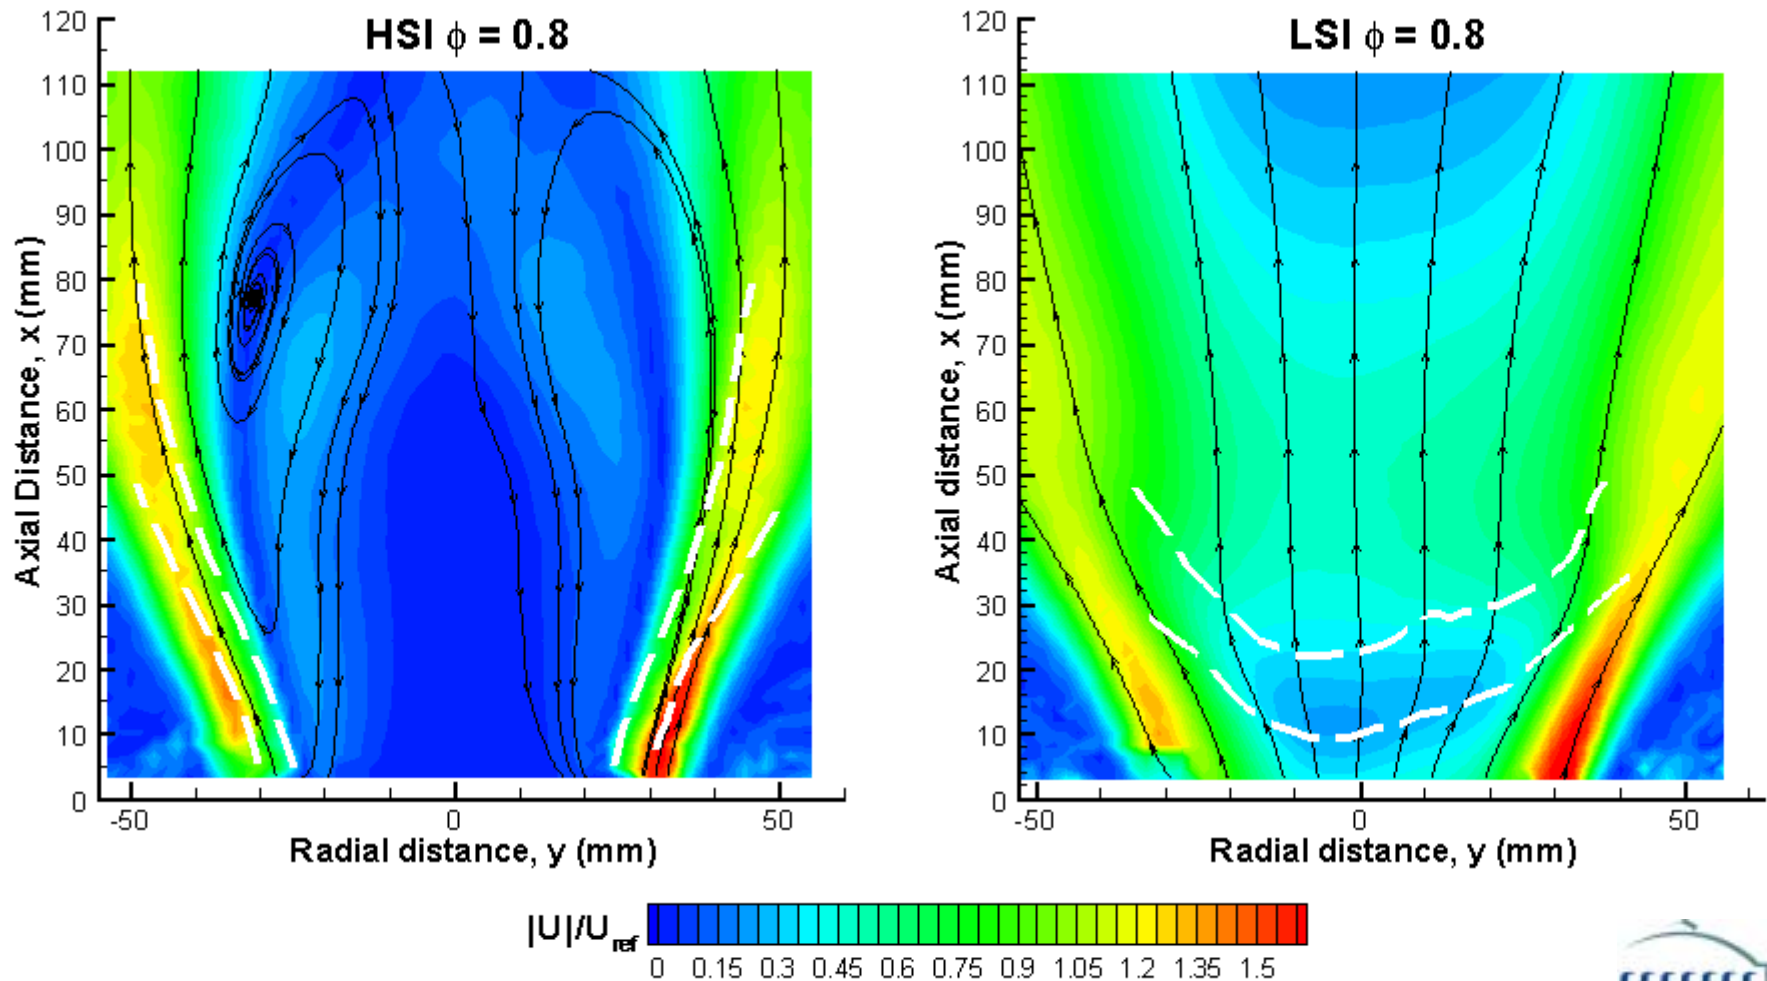 HSI ϕ = 0.8
120
110
100
90
80
70
60
50
40
30
20
10
0
Axial Distance, x (mm)
-50 0 50
Radial distance, y (mm)
LSI ϕ = 0.8
120
110
100
90
80
70
60
50
40
30
20
10
0
Axial distance, x (mm)
-50 0 50
Radial distance, y (mm)
|U|/Uref
0 0.15 0.3 0.45 0.6 0.75 0.9 1.05 1.2 1.35 1.5